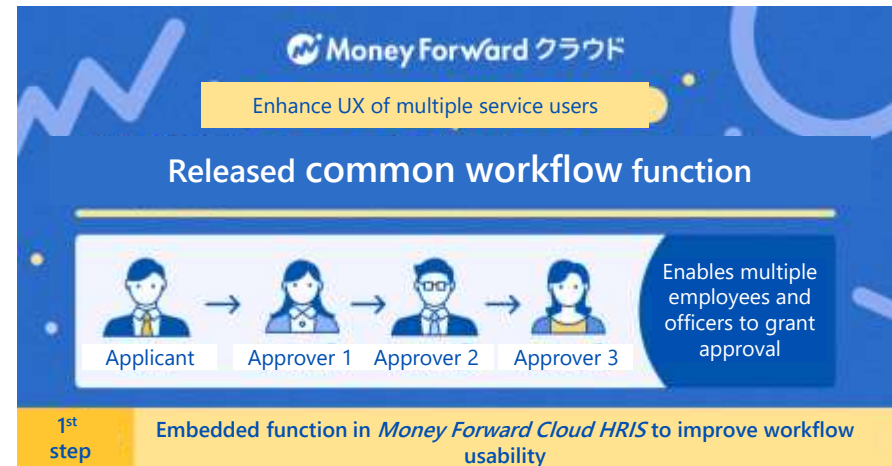 Money Forward クラウド
Enhance UX of multiple service users
Released common workflow function
Applicant
Approver 1
Approver 2
Approver 3
Enables multiple
employees and
officers to grant
approval
1st
step
Embedded function in Money Forward Cloud HRIS to improve workflow
usability